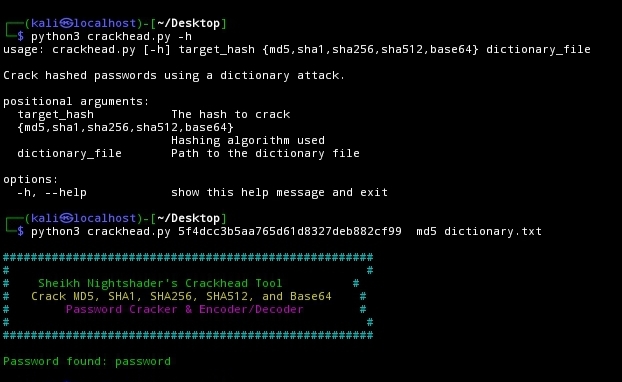 ┌──(kali㉿localhost)-[~/Desktop]
└─$ python3 crackhead.py -h
usage: crackhead.py [-h] target_hash {md5,sha1,sha256,sha512,base64} dictionary_file
Crack hashed passwords using a dictionary attack.
positional arguments:
target_hash           The hash to crack
{md5,sha1,sha256,sha512,base64}
Hashing algorithm used
dictionary_file       Path to the dictionary file
options:
-h, --help            show this help message and exit
┌──(kali㉿localhost)-[~/Desktop]
└─$ python3 crackhead.py 5f4dcc3b5aa765d61d8327deb882cf99  md5 dictionary.txt
#####################################################
#                                                   #
#    Sheikh Nightshader's Crackhead Tool          #
#   Crack MD5, SHA1, SHA256, SHA512, and Base64    #
#        Password Cracker & Encoder/Decoder        #
#                                                   #
#####################################################
Password found: password